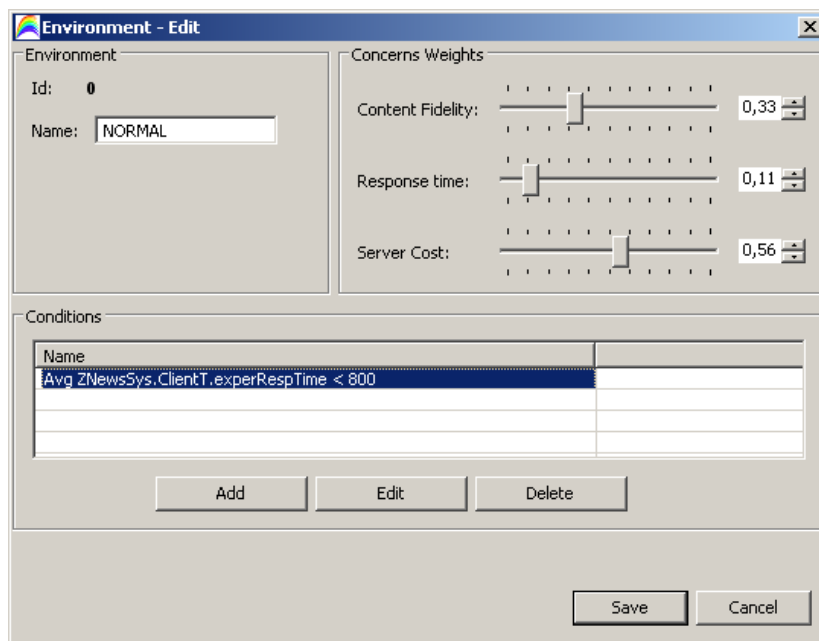 Environment - Edit
Environment
Id: 0
Name: NORMAL
Concerns Weights
Content Fidelity: 0,33
Response time: 0,11
Server Cost: 0,56
Conditions
Name
Avg ZNewsSys.ClientT.experRespTime < 800
Add Edit Delete
Save Cancel